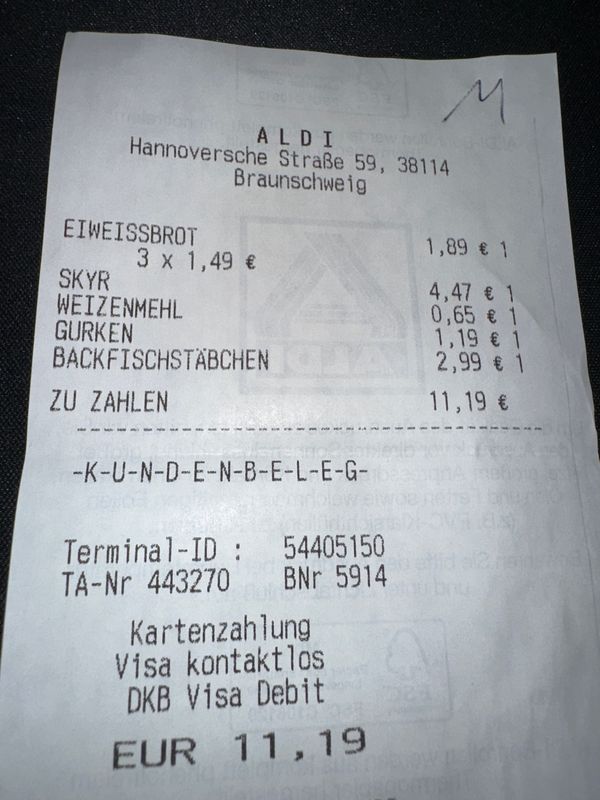 M
ALDI
Hannoversche Straße 59, 38114
Braunschweig
EIWEISSBROT 1,89 € 1
3 x 1,49 €
SKYR 4,47 € 1
WEIZENMEHL 0,65 € 1
GURKEN 1,19 € 1
BACKFISCHSTÄBCHEN 2,99 € 1
ZU ZAHLEN 11,19 €
-K-U-N-D-E-N-B-E-L-E-G-
Terminal-ID : 54405150
TA-Nr 443270 BNr 5914
Kartenzahlung
Visa kontaktlos
DKB Visa Debit
EUR 11,19